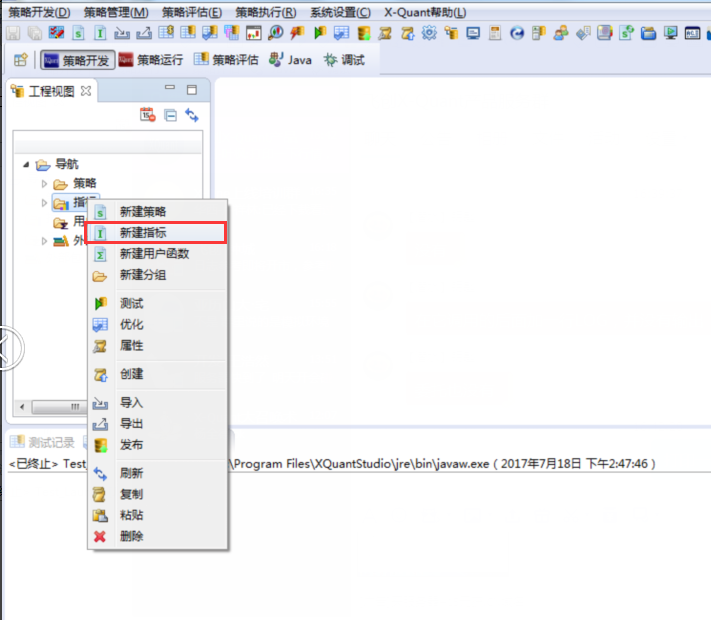 策略开发(D) 策略管理(M) 策略评估(E) 策略执行(R) 系统设置(C) X-Quant帮助(L)
策略开发 策略运行 策略评估 Java 调试
工程视图
导航
策略
指标
新建策略
新建指标
新建用户函数
新建分组
测试
优化
属性
创建
导入
导出
发布
刷新
复制
粘贴
删除
测试记录
<已终止> Test \Program Files\XQuantStudio\jre\bin\javaw.exe ( 2017年7月18日 下午2:47:46 )